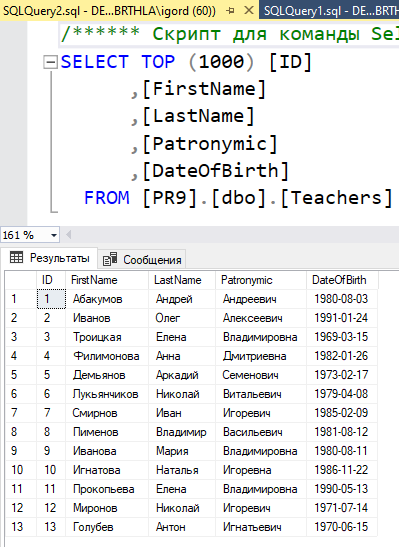 SQLQuery2.sql - DE...BRTHLA\igord (60)) SQLQuery1.sql - DE...BRTHLA
/****** Скрипт для команды Sel
SELECT TOP (1000) [ID]
,[FirstName]
,[LastName]
,[Patronymic]
,[DateOfBirth]
FROM [PR9].[dbo].[Teachers]
161 %
Результаты Сообщения
ID FirstName LastName Patronymic DateOfBirth
1 1 Абакумов Андрей Андреевич 1980-08-03
2 2 Иванов Олег Алексеевич 1991-01-24
3 3 Троицкая Елена Владимировна 1969-03-15
4 4 Филимонова Анна Дмитриевна 1982-01-26
5 5 Демьянов Аркадий Семенович 1973-02-17
6 6 Лукьянчиков Николай Витальевич 1979-04-08
7 7 Смирнов Иван Игоревич 1985-02-09
8 8 Пименов Владимир Васильевич 1981-08-12
9 9 Иванова Мария Владимировна 1980-08-11
10 10 Игнатова Наталья Игоревна 1986-11-22
11 11 Прокопьева Елена Владимировна 1990-05-13
12 12 Миронов Николай Игоревич 1971-07-14
13 13 Голубев Антон Игнатьевич 1970-06-15